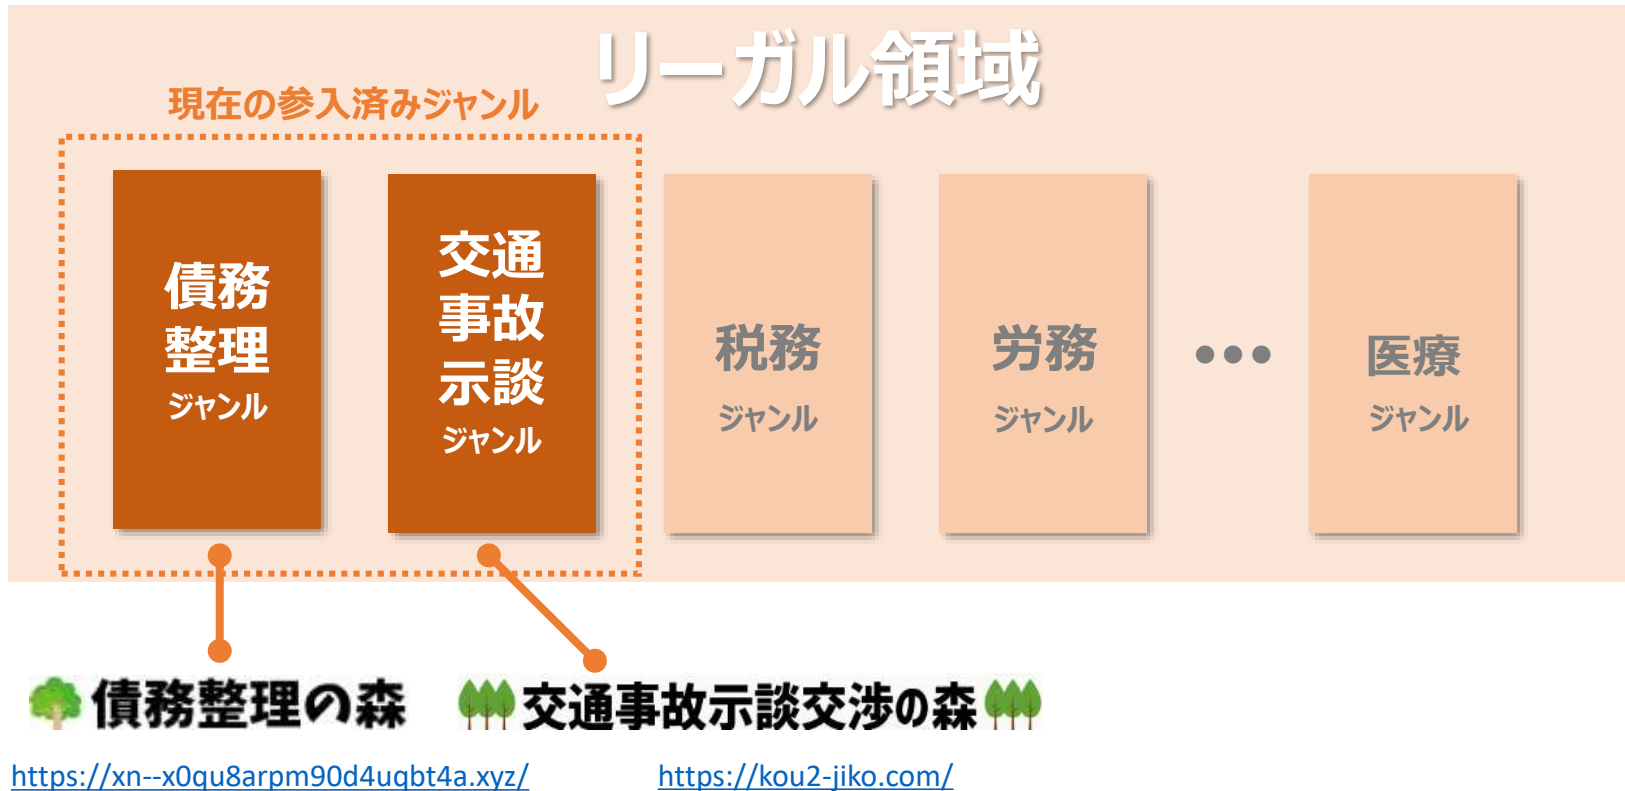 リーガル領域
現在の参入済みジャンル
債務
整理
ジャンル
交通
事故
示談
ジャンル
税務
ジャンル
労務
ジャンル
●●●
医療
ジャンル
債務整理の森
交通事故示談交渉の森
https://xn--x0qu8arpm90d4uqbt4a.xyz/
https://kou2-jiko.com/